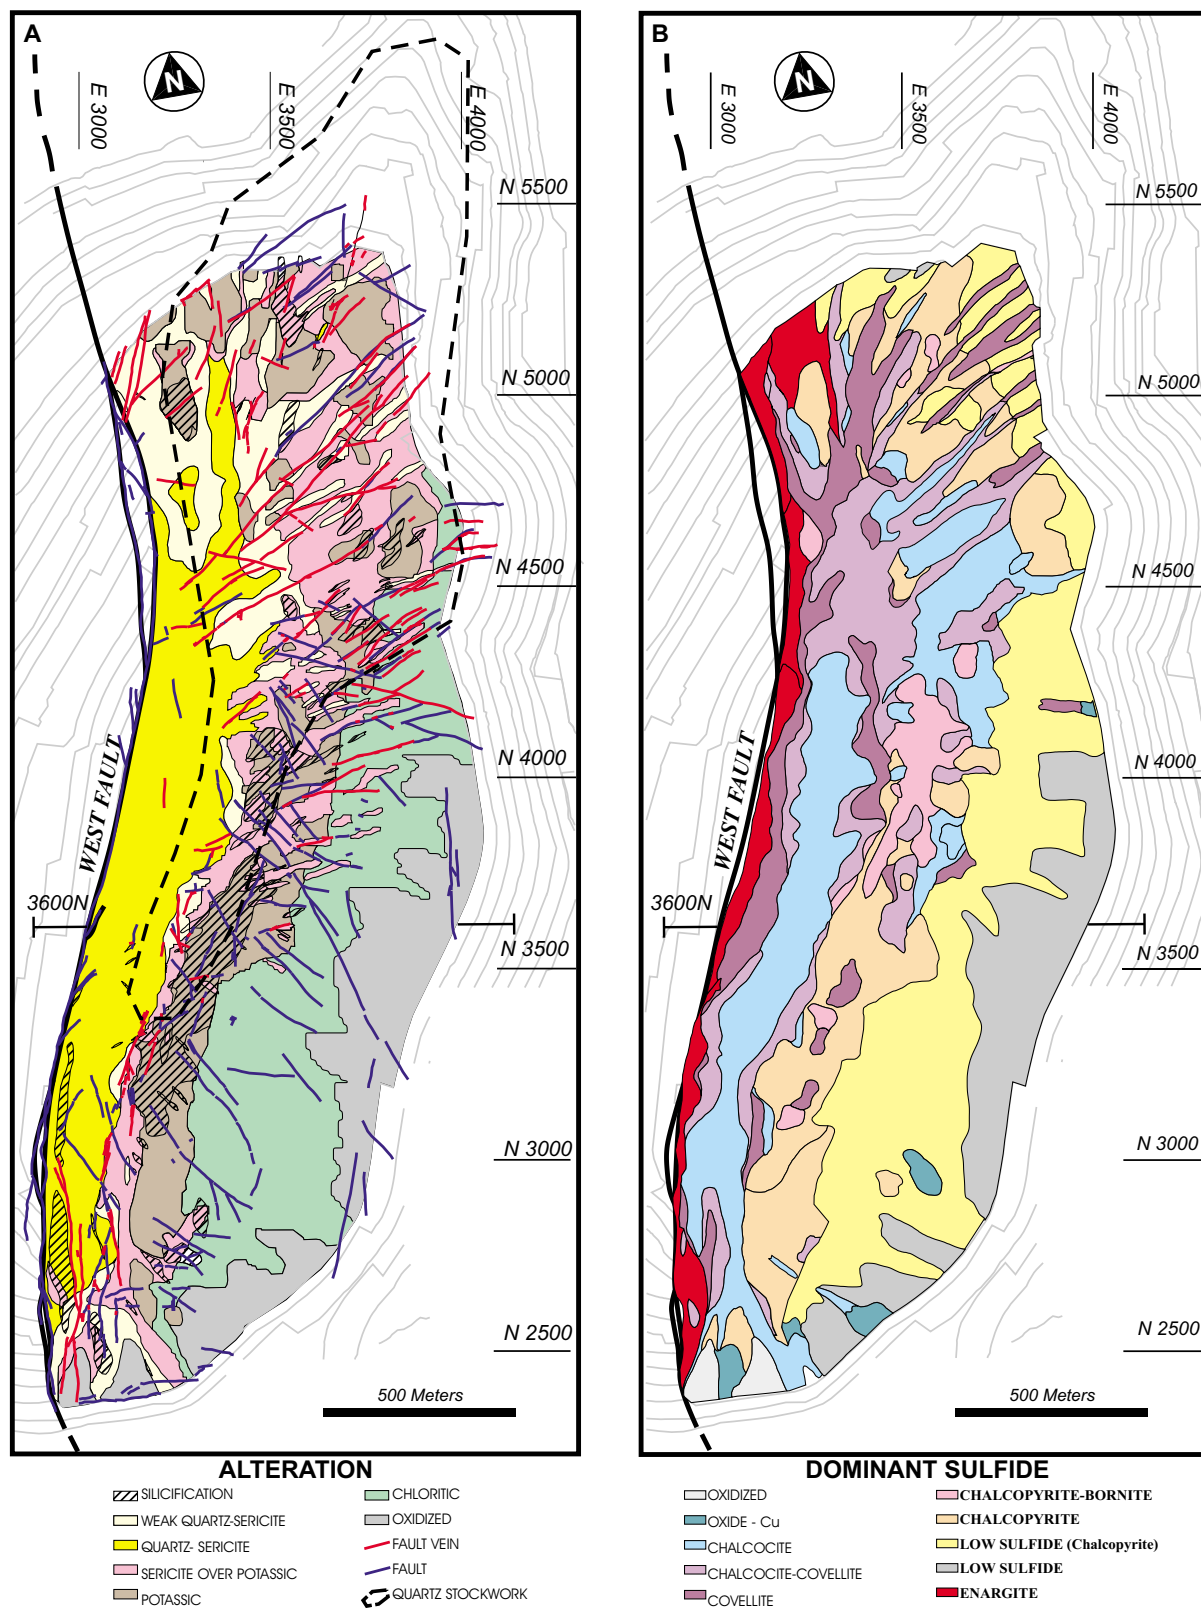 A
N
E 3000
E 3500
E 4000
N 5500
N 5000
N 4500
N 4000
N 3500
N 3000
N 2500
WEST FAULT
3600N
500 Meters
ALTERATION
SILICIFICATION
WEAK QUARTZ-SERICITE
QUARTZ- SERICITE
SERICITE OVER POTASSIC
POTASSIC
CHLORITIC
OXIDIZED
FAULT VEIN
FAULT
QUARTZ STOCKWORK
B
N
E 3000
E 3500
E 4000
N 5500
N 5000
N 4500
N 4000
N 3500
N 3000
N 2500
WEST FAULT
3600N
500 Meters
DOMINANT SULFIDE
OXIDIZED
OXIDE - Cu
CHALCOCITE
CHALCOCITE-COVELLITE
COVELLITE
CHALCOPYRITE-BORNITE
CHALCOPYRITE
LOW SULFIDE (Chalcopyrite)
LOW SULFIDE
ENARGITE